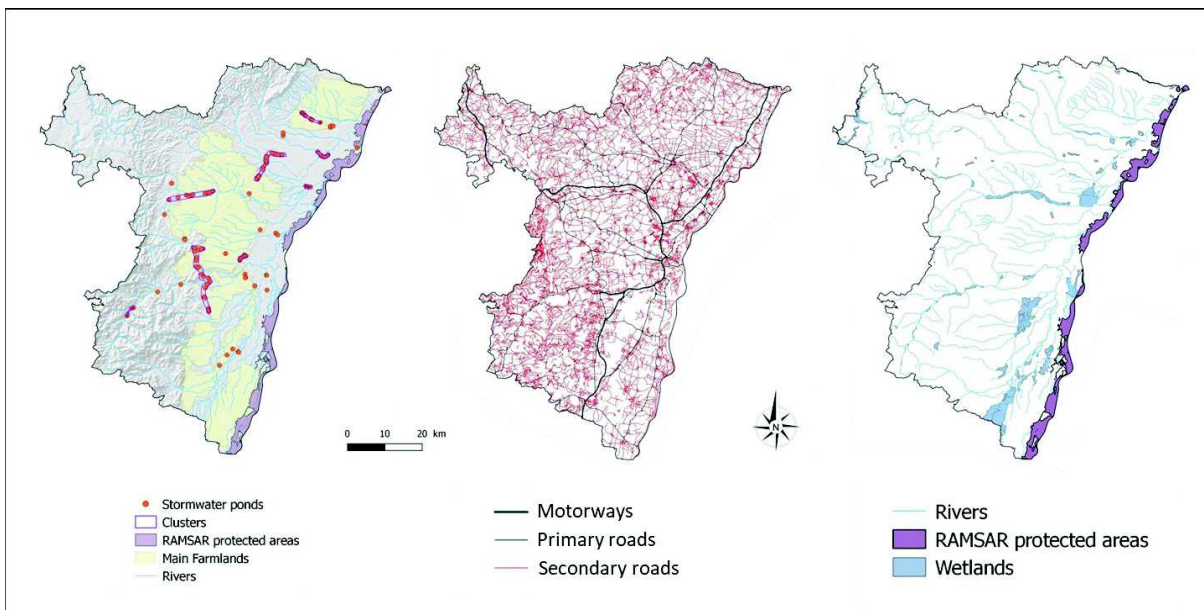 N
0 10 20 km
Stormwater ponds
Clusters
RAMSAR protected areas
Main Farmlands
Rivers
Motorways
Primary roads
Secondary roads
Rivers
RAMSAR protected areas
Wetlands